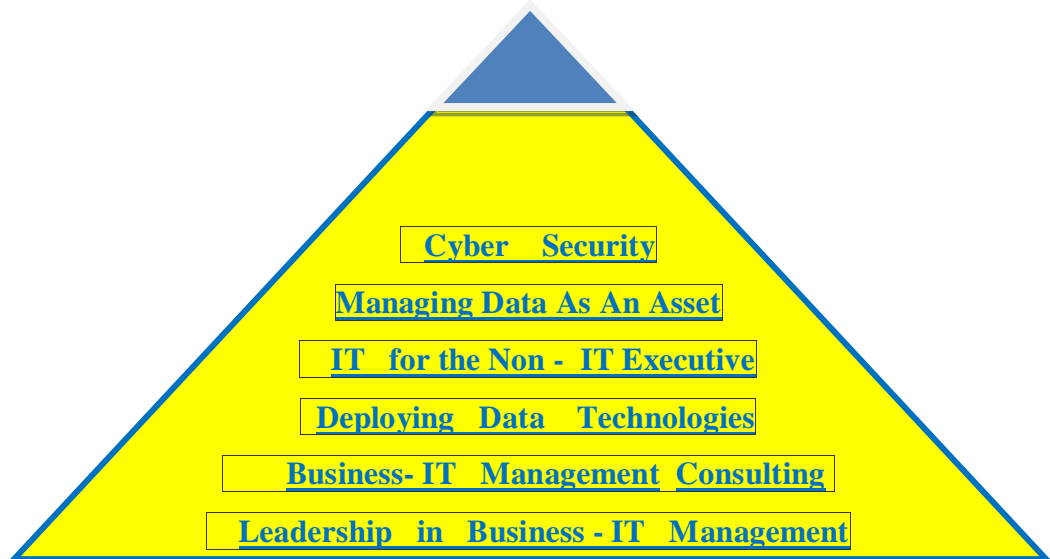 Cyber Security
Managing Data As An Asset
IT for the Non - IT Executive
Deploying Data Technologies
Business- IT Management Consulting
Leadership in Business - IT Management